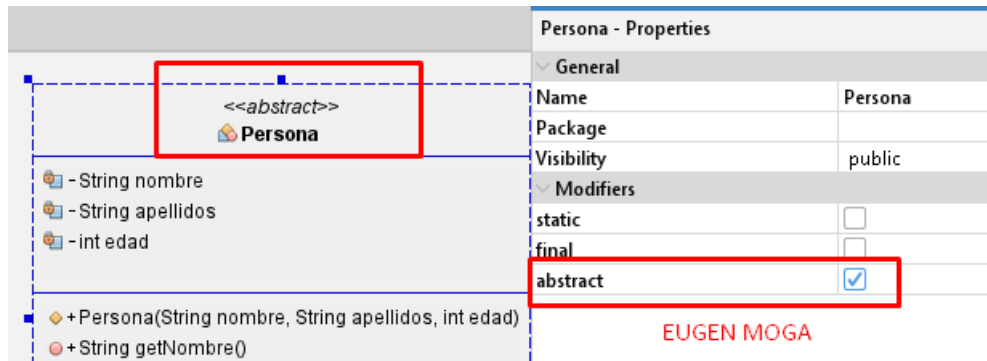 <<abstract>>
Persona
-String nombre
-String apellidos
-int edad
+Persona(String nombre, String apellidos, int edad)
+String getNombre()
Persona - Properties
General
Name Persona
Package
Visibility public
Modifiers
static
final
abstract
EUGEN MOGA